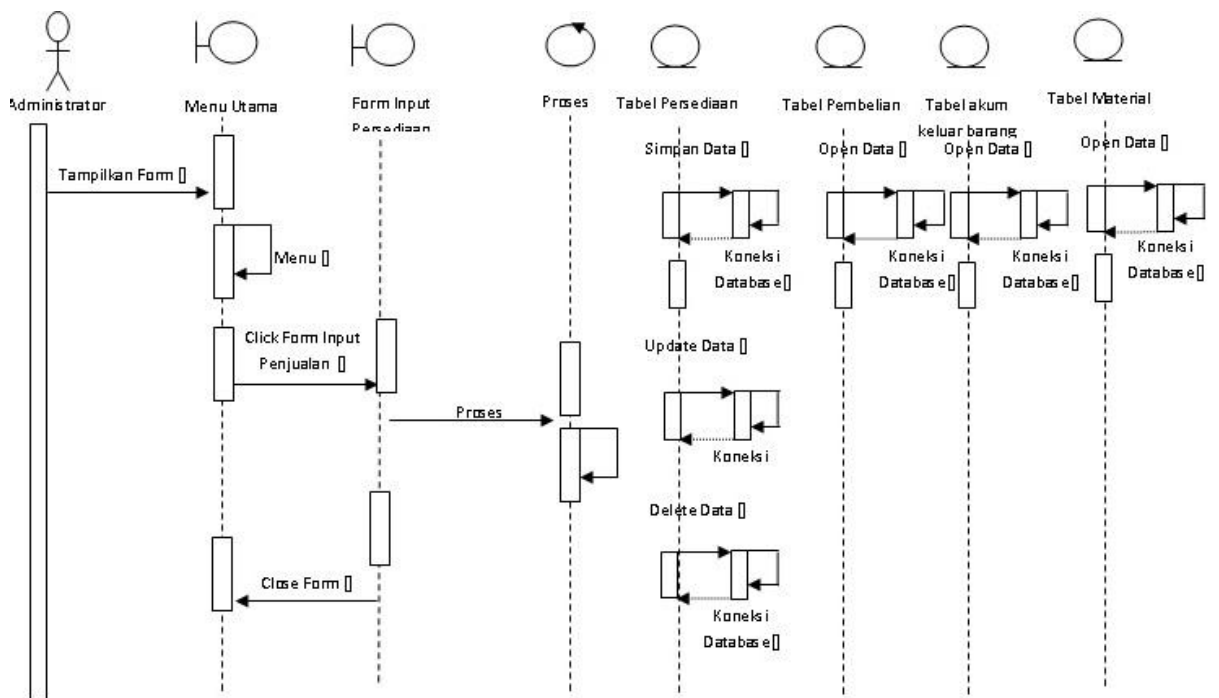 Administrator
Menu Utama
Form Input
Persediaan
Proses
Tabel Persediaan
Tabel Pembelian
Tabel akum
keluar barang
Tabel Material
Simpan Data []
Open Data []
Open Data []
Open Data []
Tampilkan Form []
Menu []
Koneksi
Database[]
Koneksi
Database[]
Koneksi
Database[]
Koneksi
Database[]
Click Form Input
Penjualan []
Update Data []
Proses
Koneksi
Delete Data []
Close Form []
Koneksi
Database[]